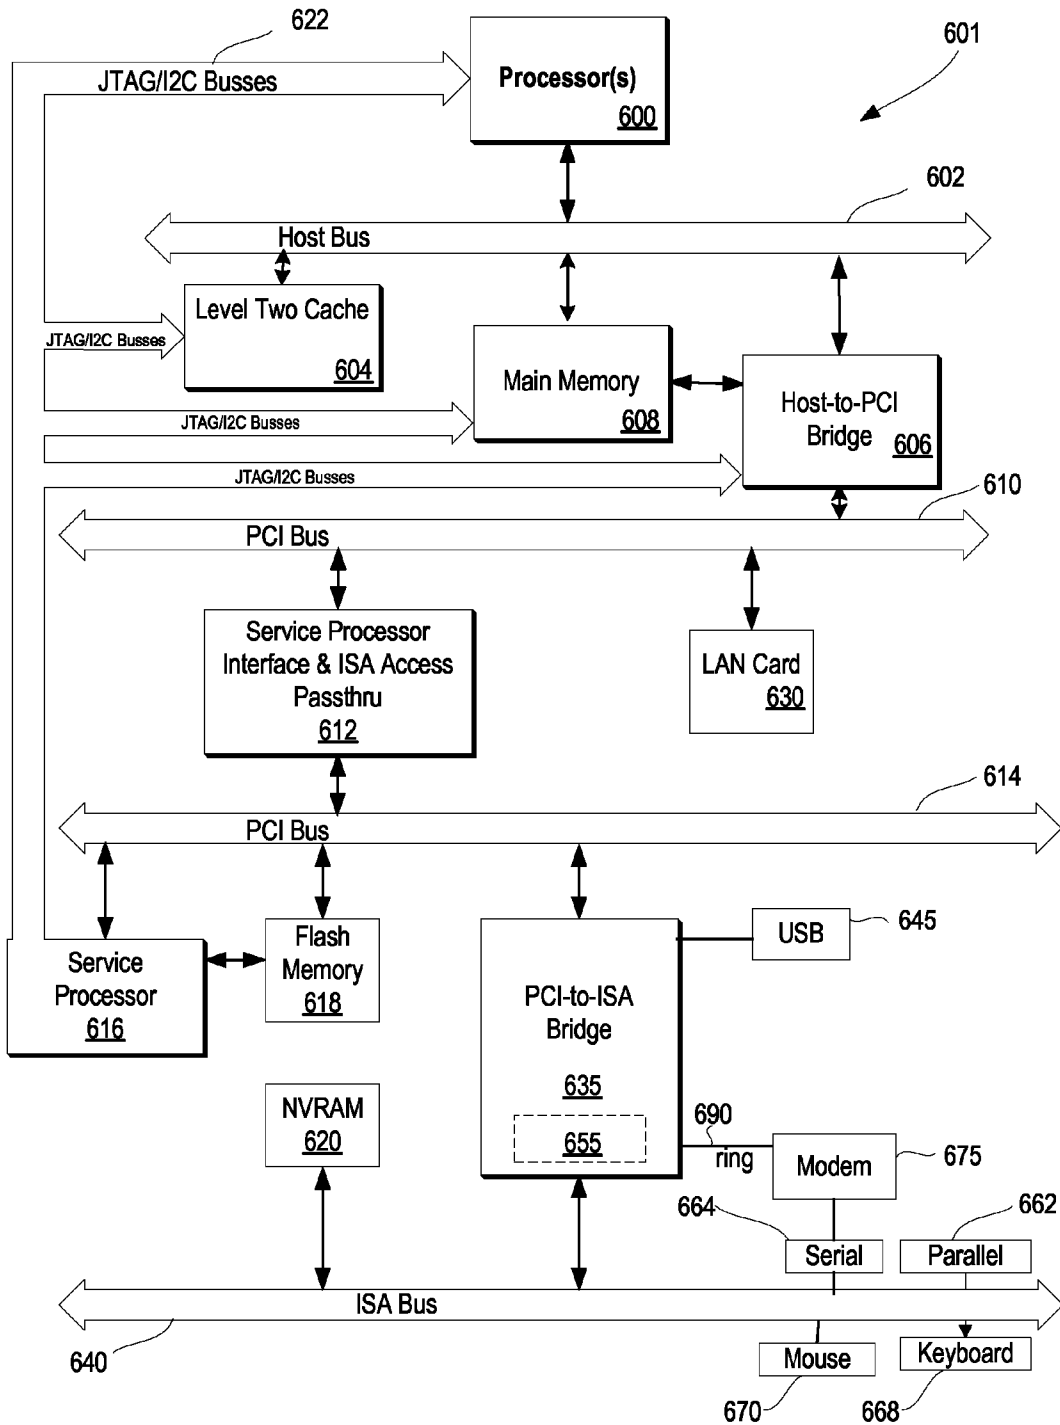 622
601
JTAG/I2C Busses
Processor(s)
600
602
Host Bus
Level Two Cache
604
JTAG/I2C Busses
Main Memory
608
Host-to-PCI
Bridge
606
JTAG/I2C Busses
JTAG/I2C Busses
610
PCI Bus
Service Processor
Interface & ISA Access
Passthru
612
LAN Card
630
614
PCI Bus
Service
Processor
616
Flash
Memory
618
PCI-to-ISA
Bridge
635
655
USB
645
NVRAM
620
690
ring
Modem
675
664
662
Serial
Parallel
ISA Bus
640
Mouse
Keyboard
670
668